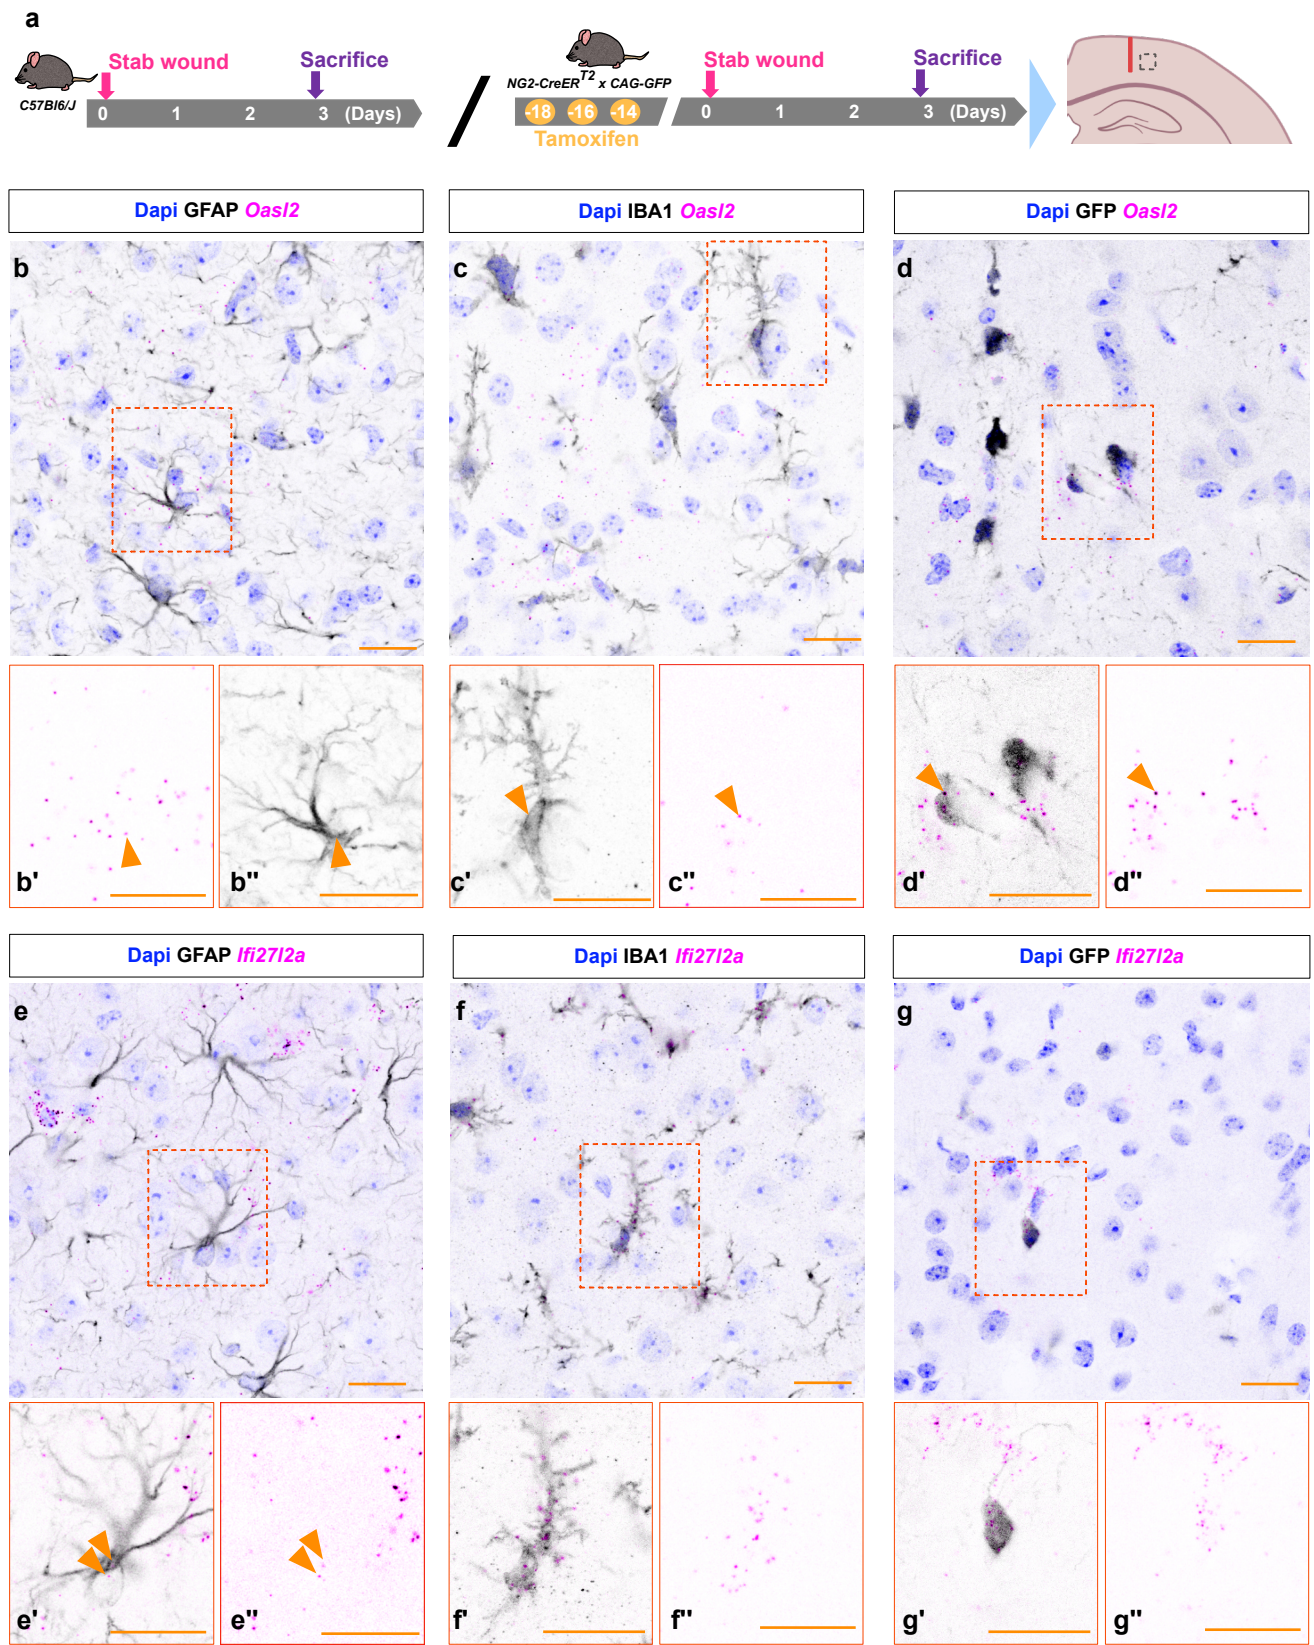 a
Stab wound
Sacrifice
C57Bl6/J
0 1 2 3 (Days)
NG2-CreERT2 x CAG-GFP
-18 -16 -14
Tamoxifen
Stab wound
Sacrifice
0 1 2 3 (Days)
Dapi GFAP Oasl2
Dapi IBA1 Oasl2
Dapi GFP Oasl2
b
c
d
b'
b"
c'
c"
d'
d"
Dapi GFAP Ifi27l2a
Dapi IBA1 Ifi27l2a
Dapi GFP Ifi27l2a
e
f
g
e'
e"
f'
f"
g'
g"